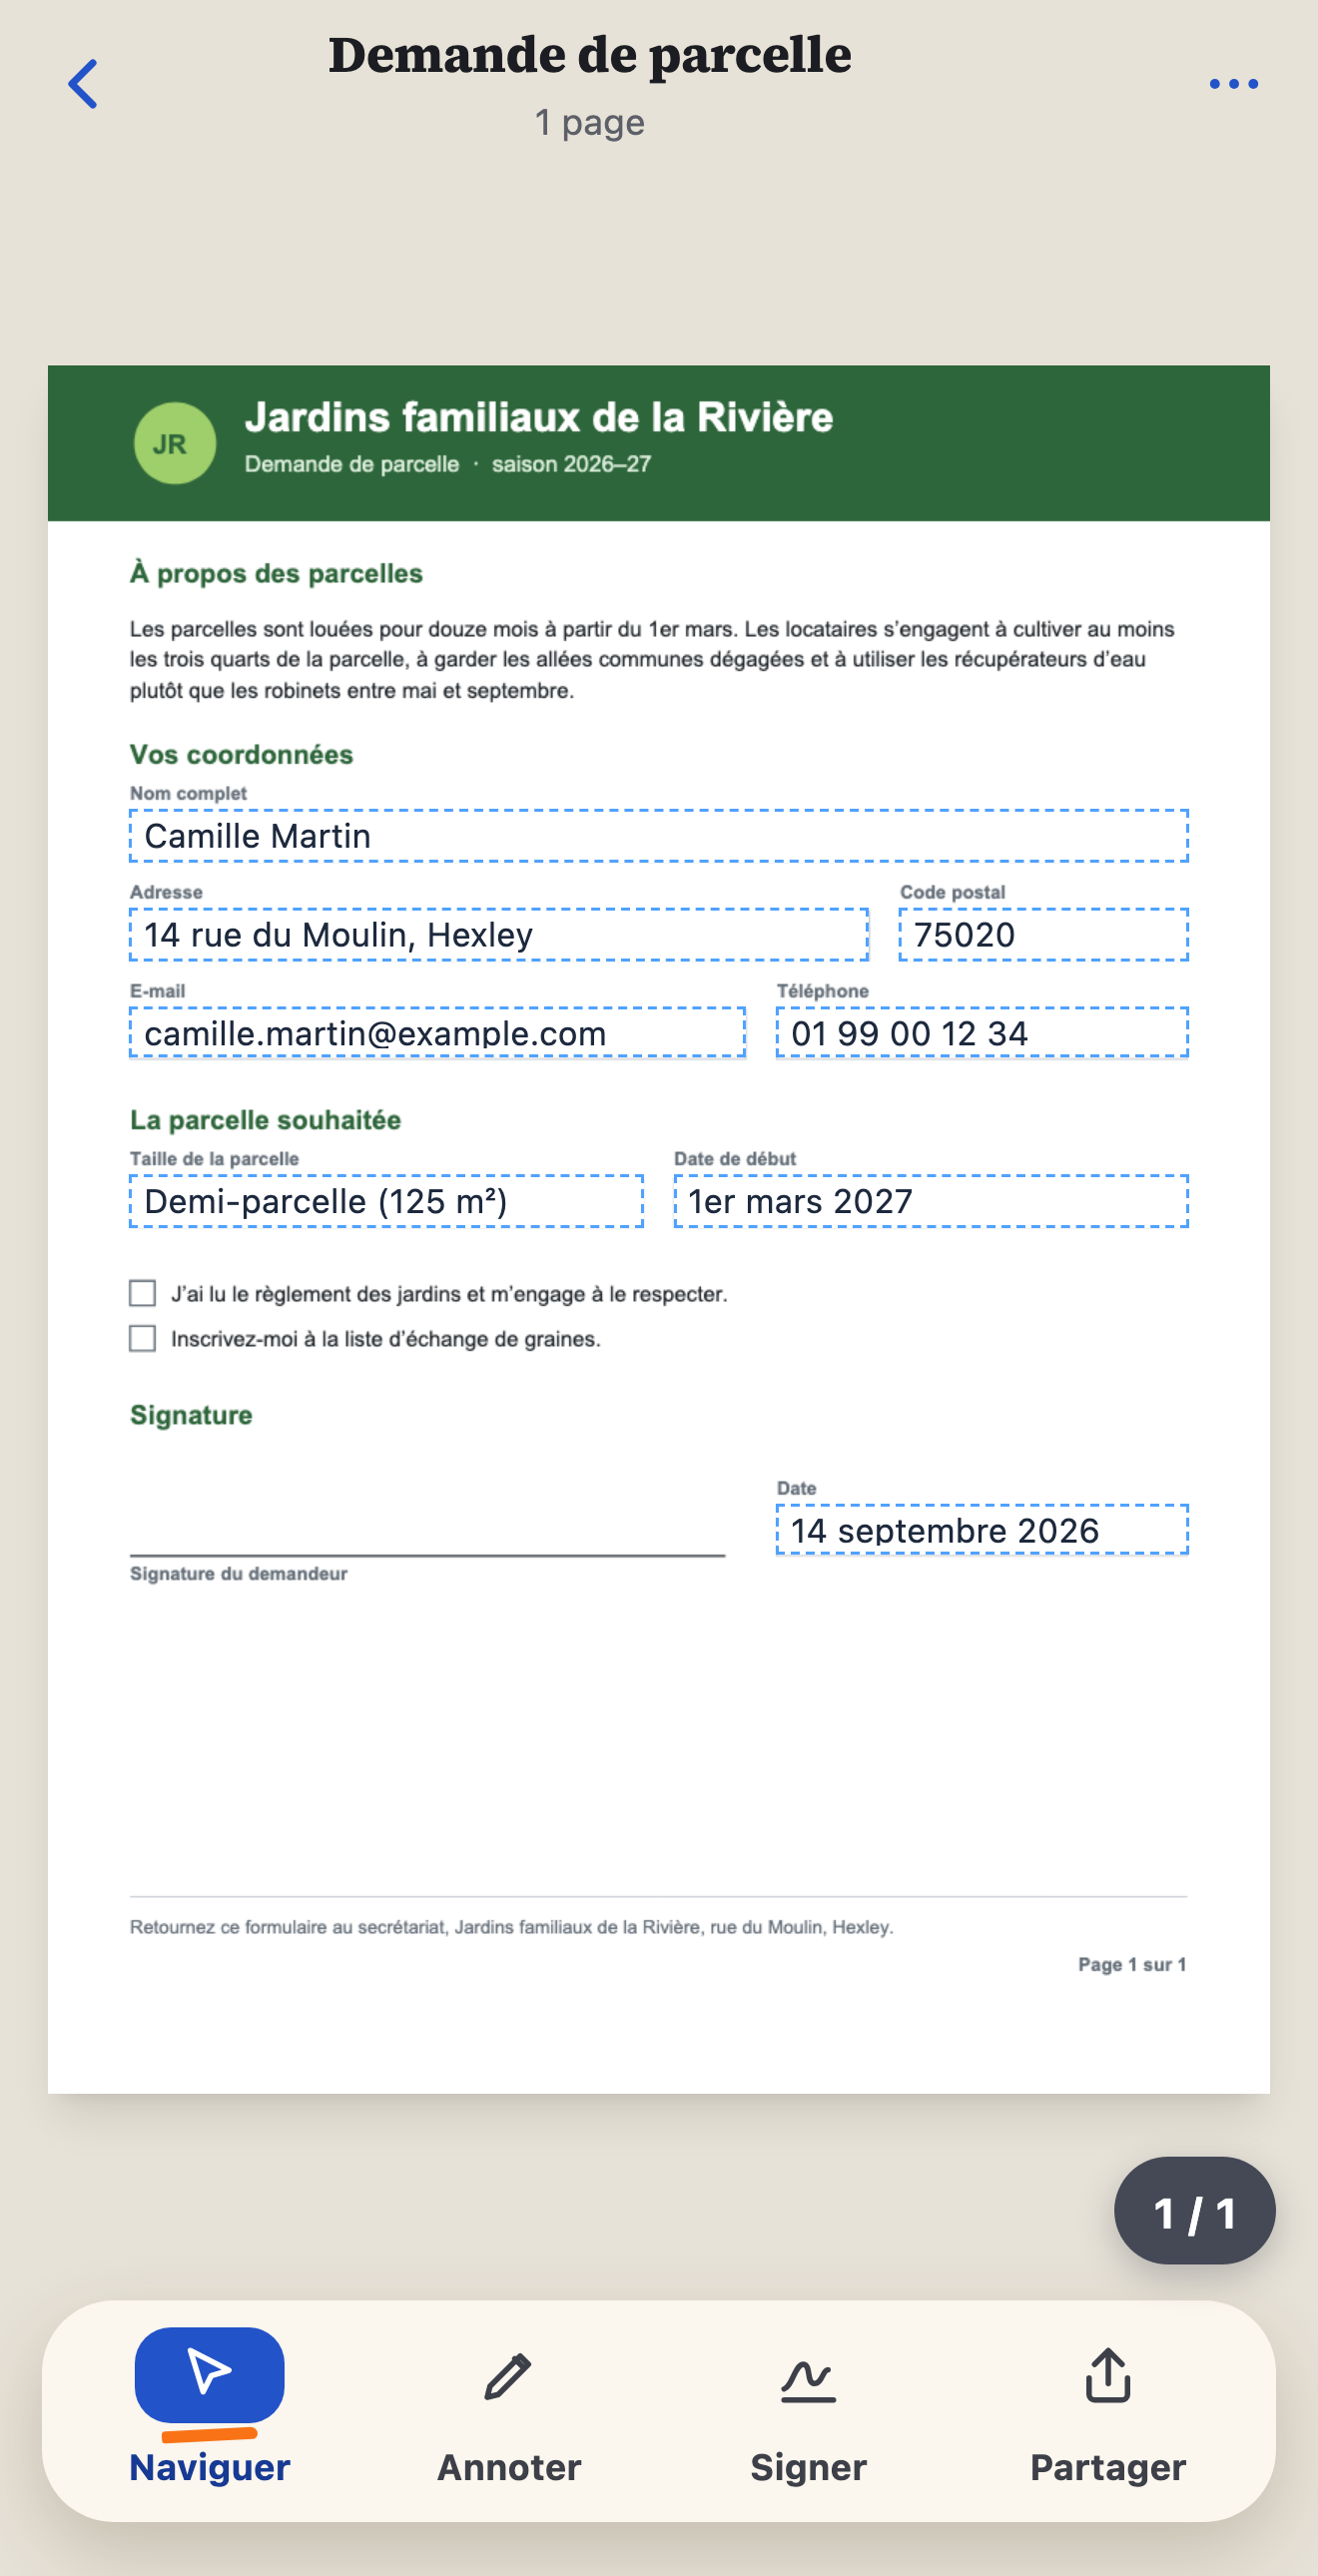 Demande de parcelle
1 page
JR
Jardins familiaux de la Rivière
Demande de parcelle · saison 2026–27
À propos des parcelles
Les parcelles sont louées pour douze mois à partir du 1er mars. Les locataires s’engagent à cultiver au moins
les trois quarts de la parcelle, à garder les allées communes dégagées et à utiliser les récupérateurs d’eau
plutôt que les robinets entre mai et septembre.
Vos coordonnées
Nom complet
Camille Martin
Adresse
14 rue du Moulin, Hexley
Code postal
75020
E-mail
camille.martin@example.com
Téléphone
01 99 00 12 34
La parcelle souhaitée
Taille de la parcelle
Demi-parcelle (125 m²)
Date de début
1er mars 2027
J’ai lu le règlement des jardins et m’engage à le respecter.
Inscrivez-moi à la liste d’échange de graines.
Signature
Date
14 septembre 2026
Signature du demandeur
Retournez ce formulaire au secrétariat, Jardins familiaux de la Rivière, rue du Moulin, Hexley.
Page 1 sur 1
1 / 1
Naviguer
Annoter
Signer
Partager